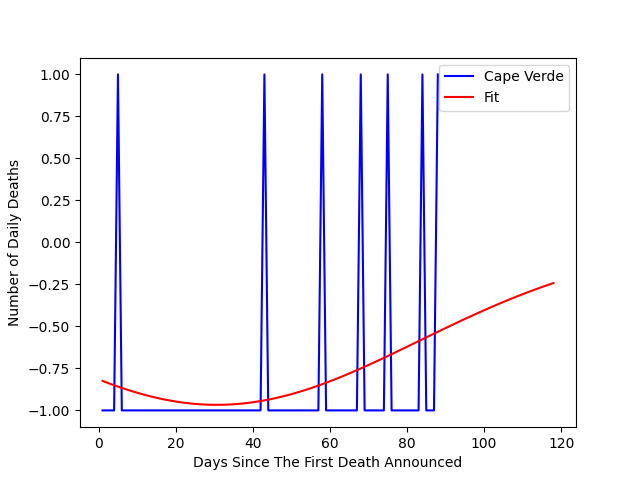 1.00
0.75
0.50
0.25
0.00
−0.25
−0.50
−0.75
−1.00
0 20 40 60 80 100 120
Number of Daily Deaths
Days Since The First Death Announced
Cape Verde
Fit